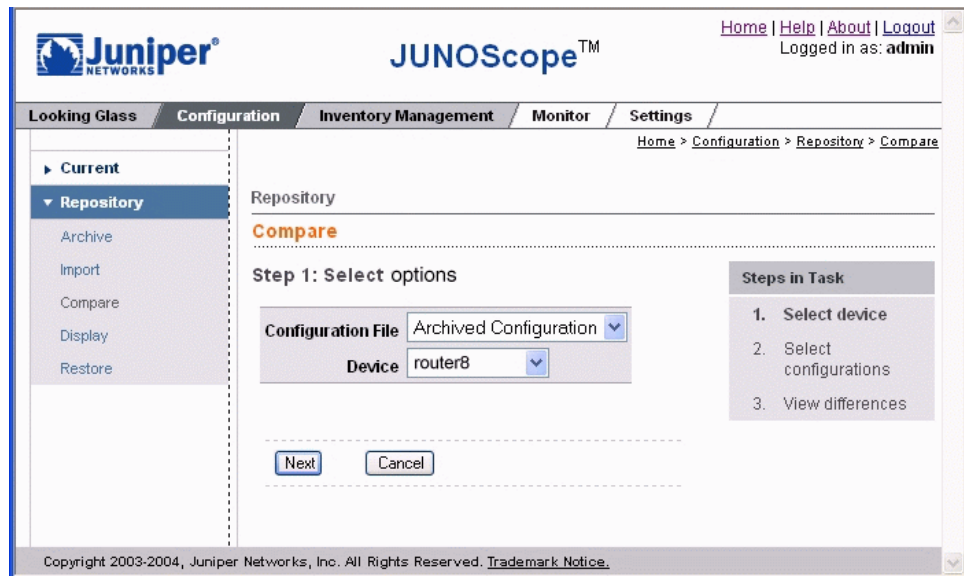 Juniper®
NETWORKS
JUNOScope™
Home | Help | About | Logout
Logged in as: admin
Looking Glass / Configuration / Inventory Management / Monitor / Settings /
Home > Configuration > Repository > Compare
Current
Repository
Archive
Import
Compare
Display
Restore
Repository
Compare
Step 1: Select options
Configuration File Archived Configuration
Device router8
Next Cancel
Steps in Task
1. Select device
2. Select
configurations
3. View differences
Copyright 2003-2004, Juniper Networks, Inc. All Rights Reserved. Trademark Notice.